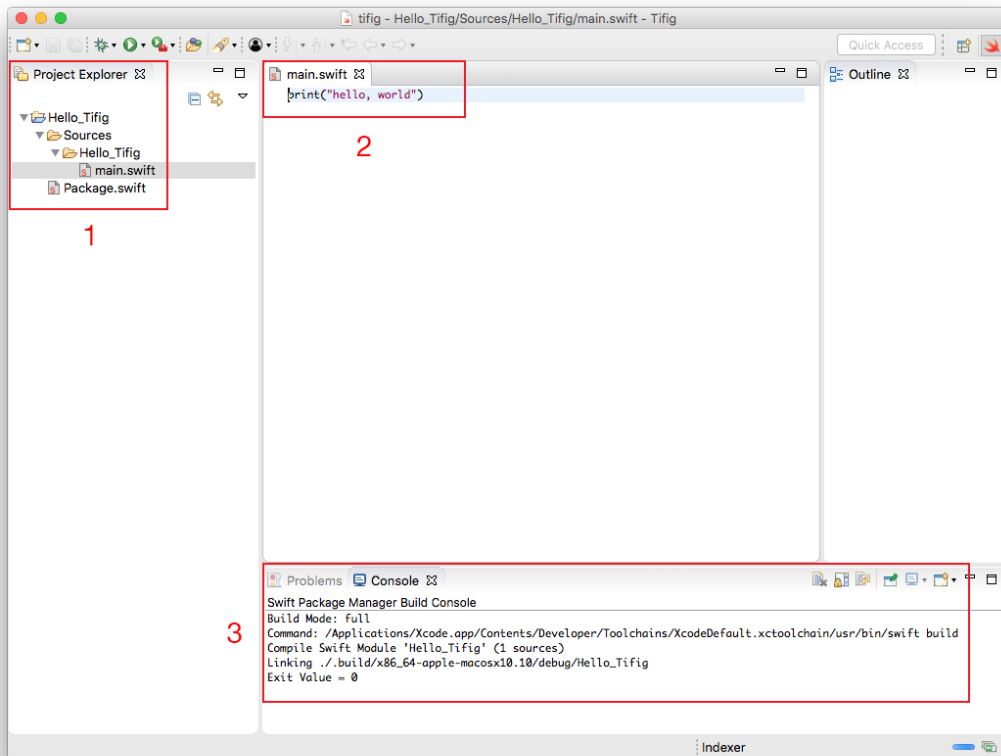 tifig - Hello_Tifig/Sources/Hello_Tifig/main.swift - Tifig
Quick Access
Project Explorer
main.swift
Outline
print("hello, world")
Hello_Tifig
Sources
Hello_Tifig
main.swift
Package.swift
1
2
Problems
Console
Swift Package Manager Build Console
Build Mode: full
Command: /Applications/Xcode.app/Contents/Developer/Toolchains/XcodeDefault.xctoolchain/usr/bin/swift build
Compile Swift Module 'Hello_Tifig' (1 sources)
Linking ./.build/x86_64-apple-macosx10.10/debug/Hello_Tifig
Exit Value = 0
3
Indexer